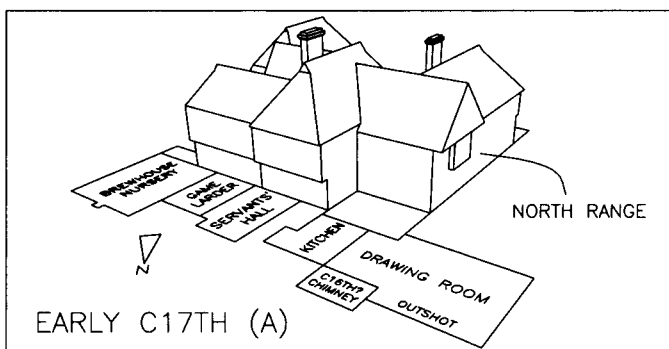 BREWHOUSE
NURSERY
GAME
LARDER
SERVANTS'
HALL
KITCHEN
NORTH RANGE
DRAWING ROOM
C16TH?
CHIMNEY
OUTSHOT
N
EARLY C17TH (A)